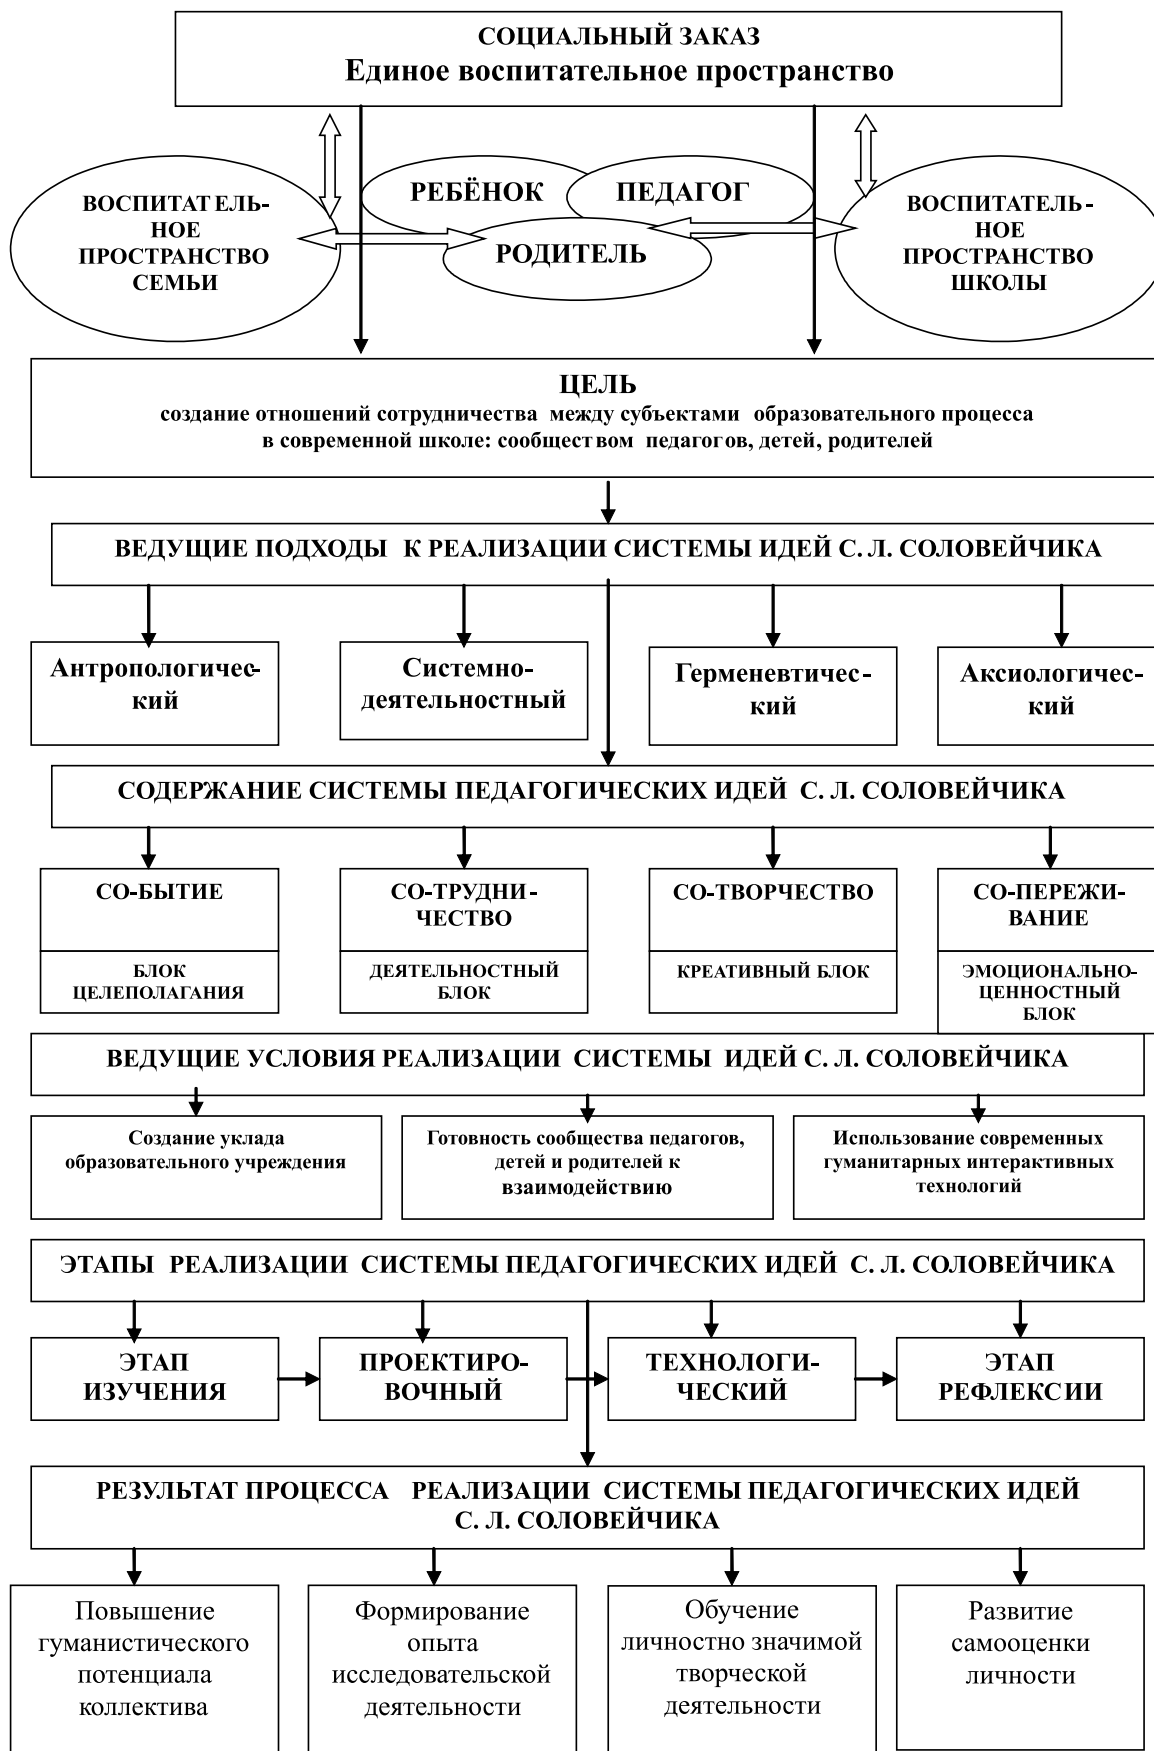 СОЦИАЛЬНЫЙ ЗАКАЗ
Единое воспитательное пространство
ВОСПИТАТ ЕЛЬ-
НОЕ
ПРОСТРАНСТВО
СЕМЬИ
РЕБЁНОК
ПЕДАГОГ
РОДИТЕЛЬ
ВОСПИТАТЕЛЬ-
НОЕ
ПРОСТРАНСТВО
ШКОЛЫ
ЦЕЛЬ
создание отношений сотрудничества между субъектами образовательного процесса
в современной школе: сообществом педагогов, детей, родителей
ВЕДУЩИЕ ПОДХОДЫ К РЕАЛИЗАЦИИ СИСТЕМЫ ИДЕЙ С. Л. СОЛОВЕЙЧИКА
Антропологичес-
кий
Системно-
деятельностный
Герменевтичес-
кий
Аксиологичес-
кий
СОДЕРЖАНИЕ СИСТЕМЫ ПЕДАГОГИЧЕСКИХ ИДЕЙ С. Л. СОЛОВЕЙЧИКА
СО-БЫТИЕ
БЛОК
ЦЕЛЕПОЛАГАНИЯ
СО-ТРУДНИ-
ЧЕСТВО
ДЕЯТЕЛЬНОСТНЫЙ
БЛОК
СО-ТВОРЧЕСТВО
КРЕАТИВНЫЙ БЛОК
СО-ПЕРЕЖИ-
ВАНИЕ
ЭМОЦИОНАЛЬНО-
ЦЕННОСТНЫЙ
БЛОК
ВЕДУЩИЕ УСЛОВИЯ РЕАЛИЗАЦИИ СИСТЕМЫ ИДЕЙ С. Л. СОЛОВЕЙЧИКА
Создание уклада
образовательного учреждения
Готовность сообщества педагогов,
детей и родителей к
взаимодействию
Использование современных
гуманитарных интерактивных
технологий
ЭТАПЫ РЕАЛИЗАЦИИ СИСТЕМЫ ПЕДАГОГИЧЕСКИХ ИДЕЙ С. Л. СОЛОВЕЙЧИКА
ЭТАП
ИЗУЧЕНИЯ
ПРОЕКТИРО-
ВОЧНЫЙ
ТЕХНОЛОГИ-
ЧЕСКИЙ
ЭТАП
РЕФЛЕКСИИ
РЕЗУЛЬТАТ ПРОЦЕССА РЕАЛИЗАЦИИ СИСТЕМЫ ПЕДАГОГИЧЕСКИХ ИДЕЙ
С. Л. СОЛОВЕЙЧИКА
Повышение
гуманистического
потенциала
коллектива
Формирование
опыта
исследовательской
деятельности
Обучение
личностно значимой
творческой
деятельности
Развитие
самооценки
личности